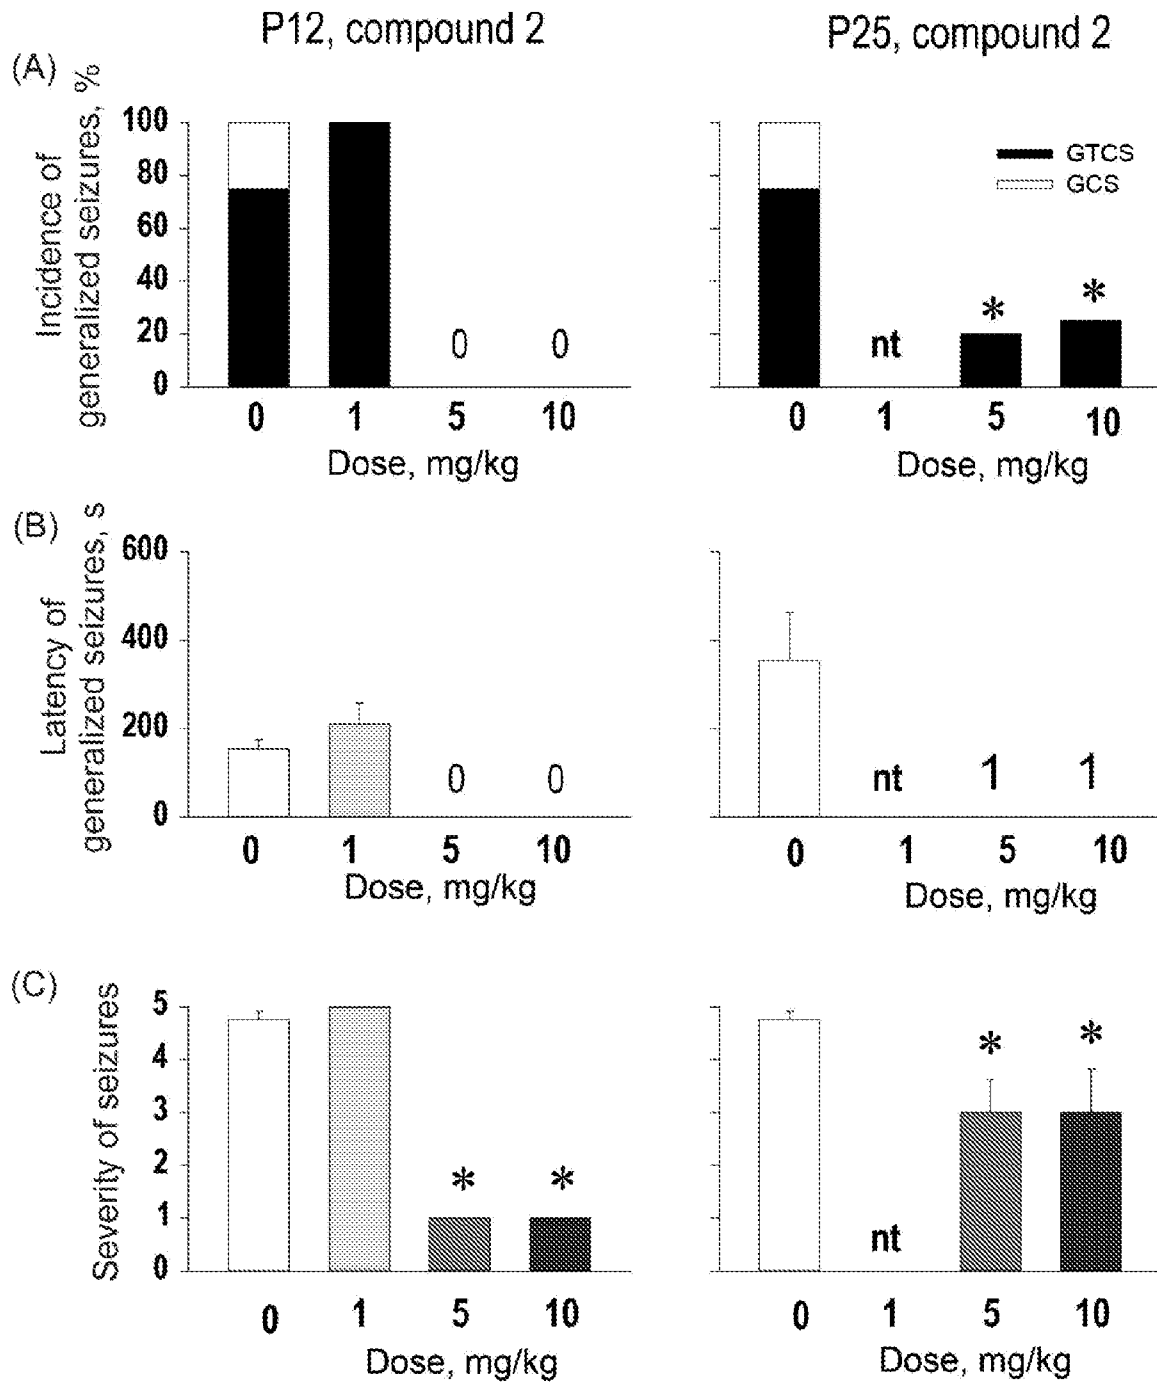 P12, compound 2
P25, compound 2
(A)
Incidence of
generalized seizures, %
100
80
60
40
20
0
0 0
0 1 5 10
Dose, mg/kg
GTCS
GCS
nt * *
0 1 5 10
Dose, mg/kg
(B)
Latency of
generalized seizures, s
600
400
200
0
0 0
0 1 5 10
Dose, mg/kg
nt 1 1
0 1 5 10
Dose, mg/kg
(C)
Severity of seizures
5
4
3
2
1
0
* *
0 1 5 10
Dose, mg/kg
nt * *
0 1 5 10
Dose, mg/kg